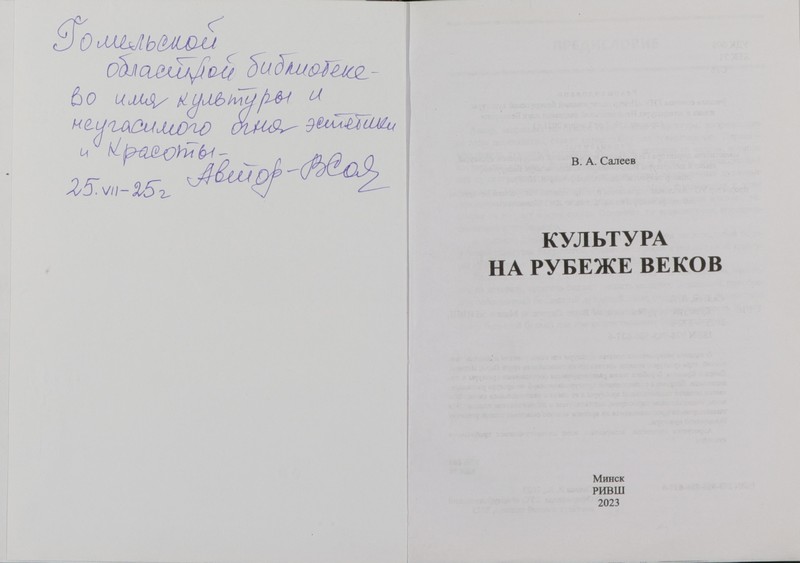 Гомельской
областной библиотеке -
во имя культуры и
неугасимого огня эстетики
и Красоты -
25.VII-25г Автор -
В. А. Салеев
КУЛЬТУРА
НА РУБЕЖЕ ВЕКОВ
Минск
РИВШ
2023